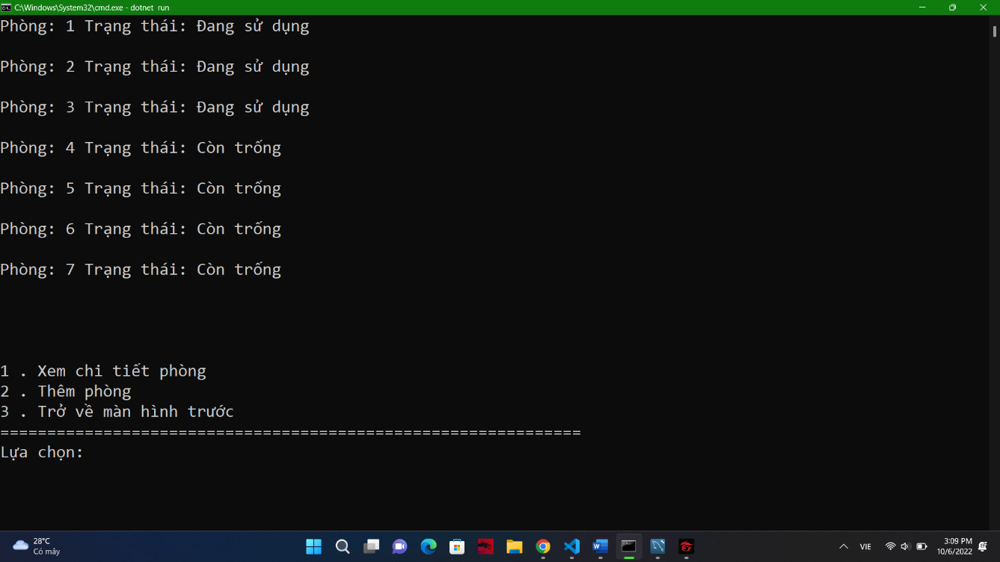 C:\Windows\System32\cmd.exe - dotnet run
Phòng: 1 Trạng thái: Đang sử dụng
Phòng: 2 Trạng thái: Đang sử dụng
Phòng: 3 Trạng thái: Đang sử dụng
Phòng: 4 Trạng thái: Còn trống
Phòng: 5 Trạng thái: Còn trống
Phòng: 6 Trạng thái: Còn trống
Phòng: 7 Trạng thái: Còn trống
1 . Xem chi tiết phòng
2 . Thêm phòng
3 . Trở về màn hình trước
==============================================================
Lựa chọn:
28°C
Có mây
VIE
3:09 PM
10/6/2022